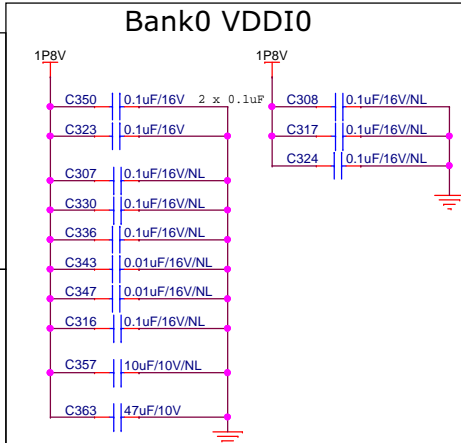 Bank0 VDDI0
1P8V
1P8V
C350 0.1uF/16V 2 x 0.1uF
C308 0.1uF/16V/NL
C323 0.1uF/16V
C317 0.1uF/16V/NL
C324 0.1uF/16V/NL
C307 0.1uF/16V/NL
C330 0.1uF/16V/NL
C336 0.1uF/16V/NL
C343 0.01uF/16V/NL
C347 0.01uF/16V/NL
C316 0.1uF/16V/NL
C357 10uF/10V/NL
C363 47uF/10V